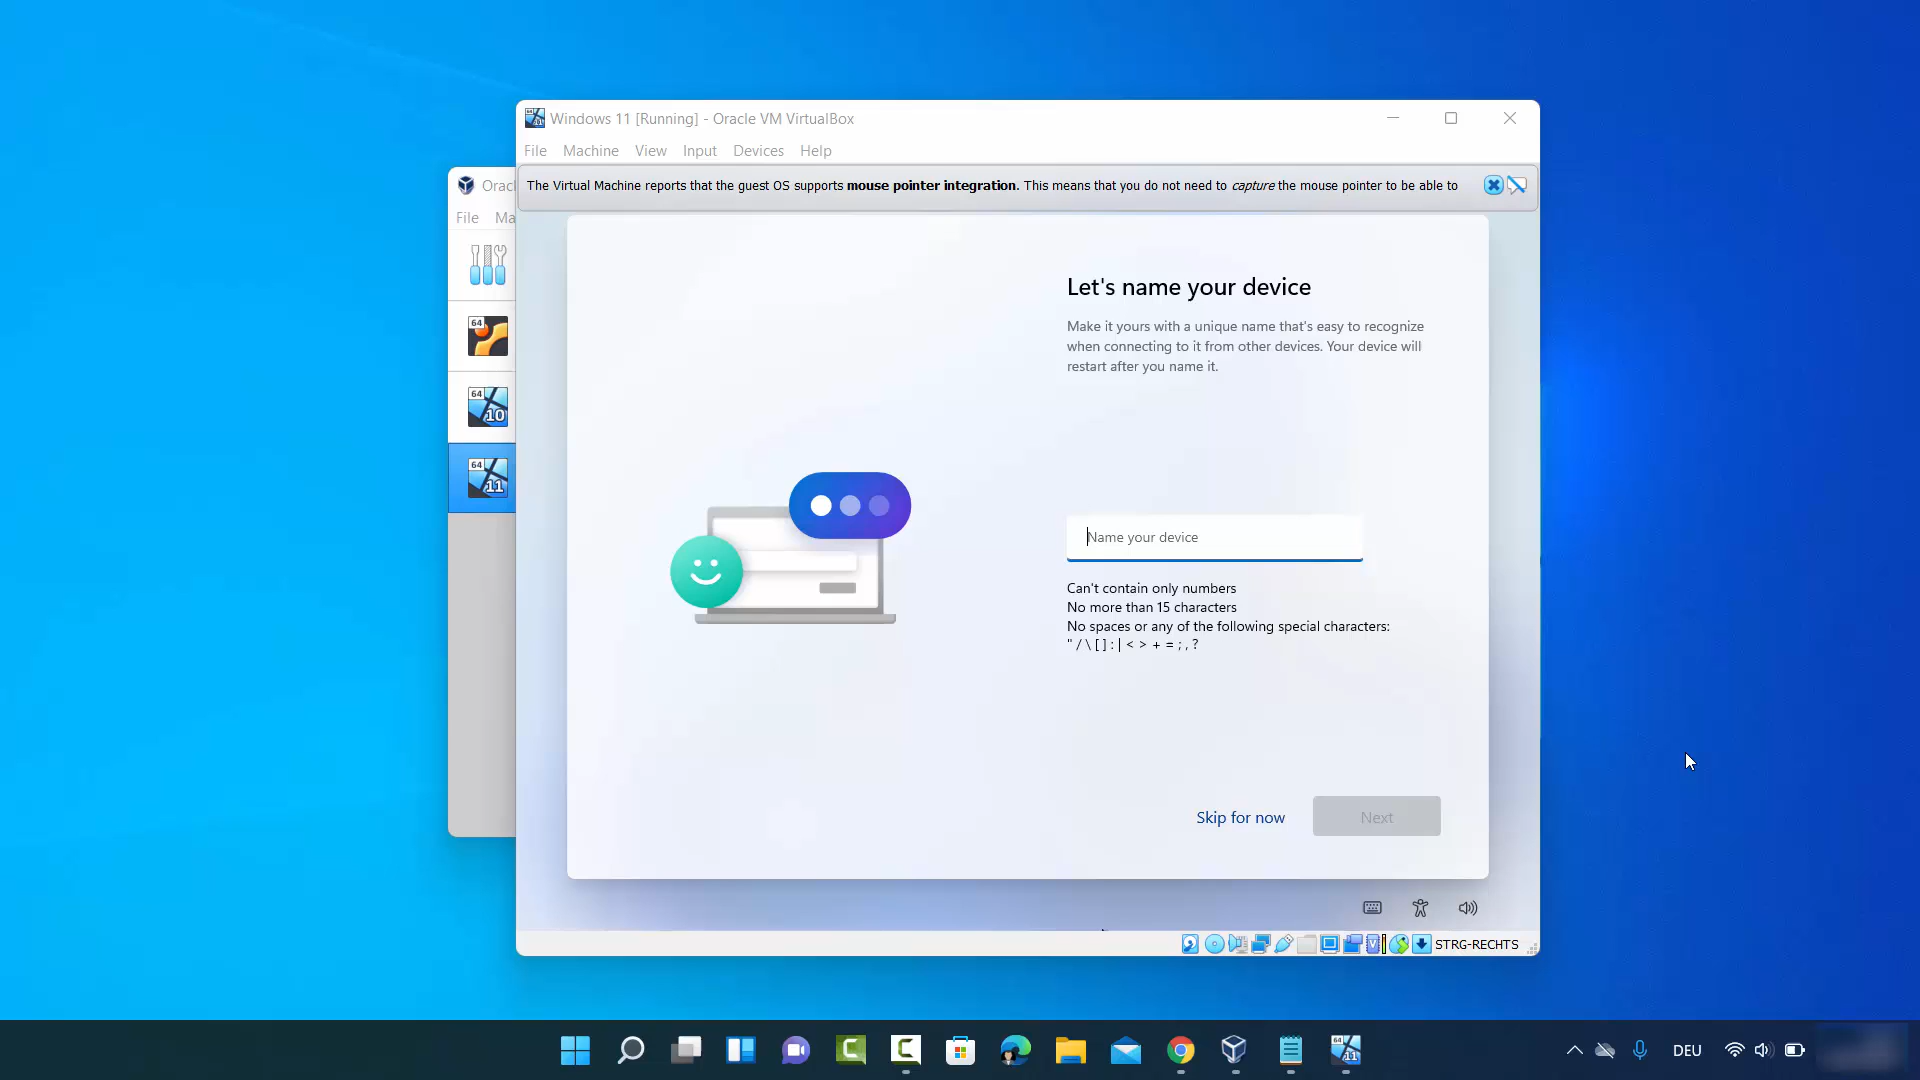 Windows 11 [Running] - Oracle VM VirtualBox
File Machine View Input Devices Help
Orac
The Virtual Machine reports that the guest OS supports mouse pointer integration. This means that you do not need to capture the mouse pointer to be able to
File Ma
64
64
10
64
11
Let's name your device
Make it yours with a unique name that's easy to recognize
when connecting to it from other devices. Your device will
restart after you name it.
Name your device
Can't contain only numbers
No more than 15 characters
No spaces or any of the following special characters:
" / \ [ ] : | < > + = ; , ?
Skip for now
Next
STRG-RECHTS
64
11
DEU